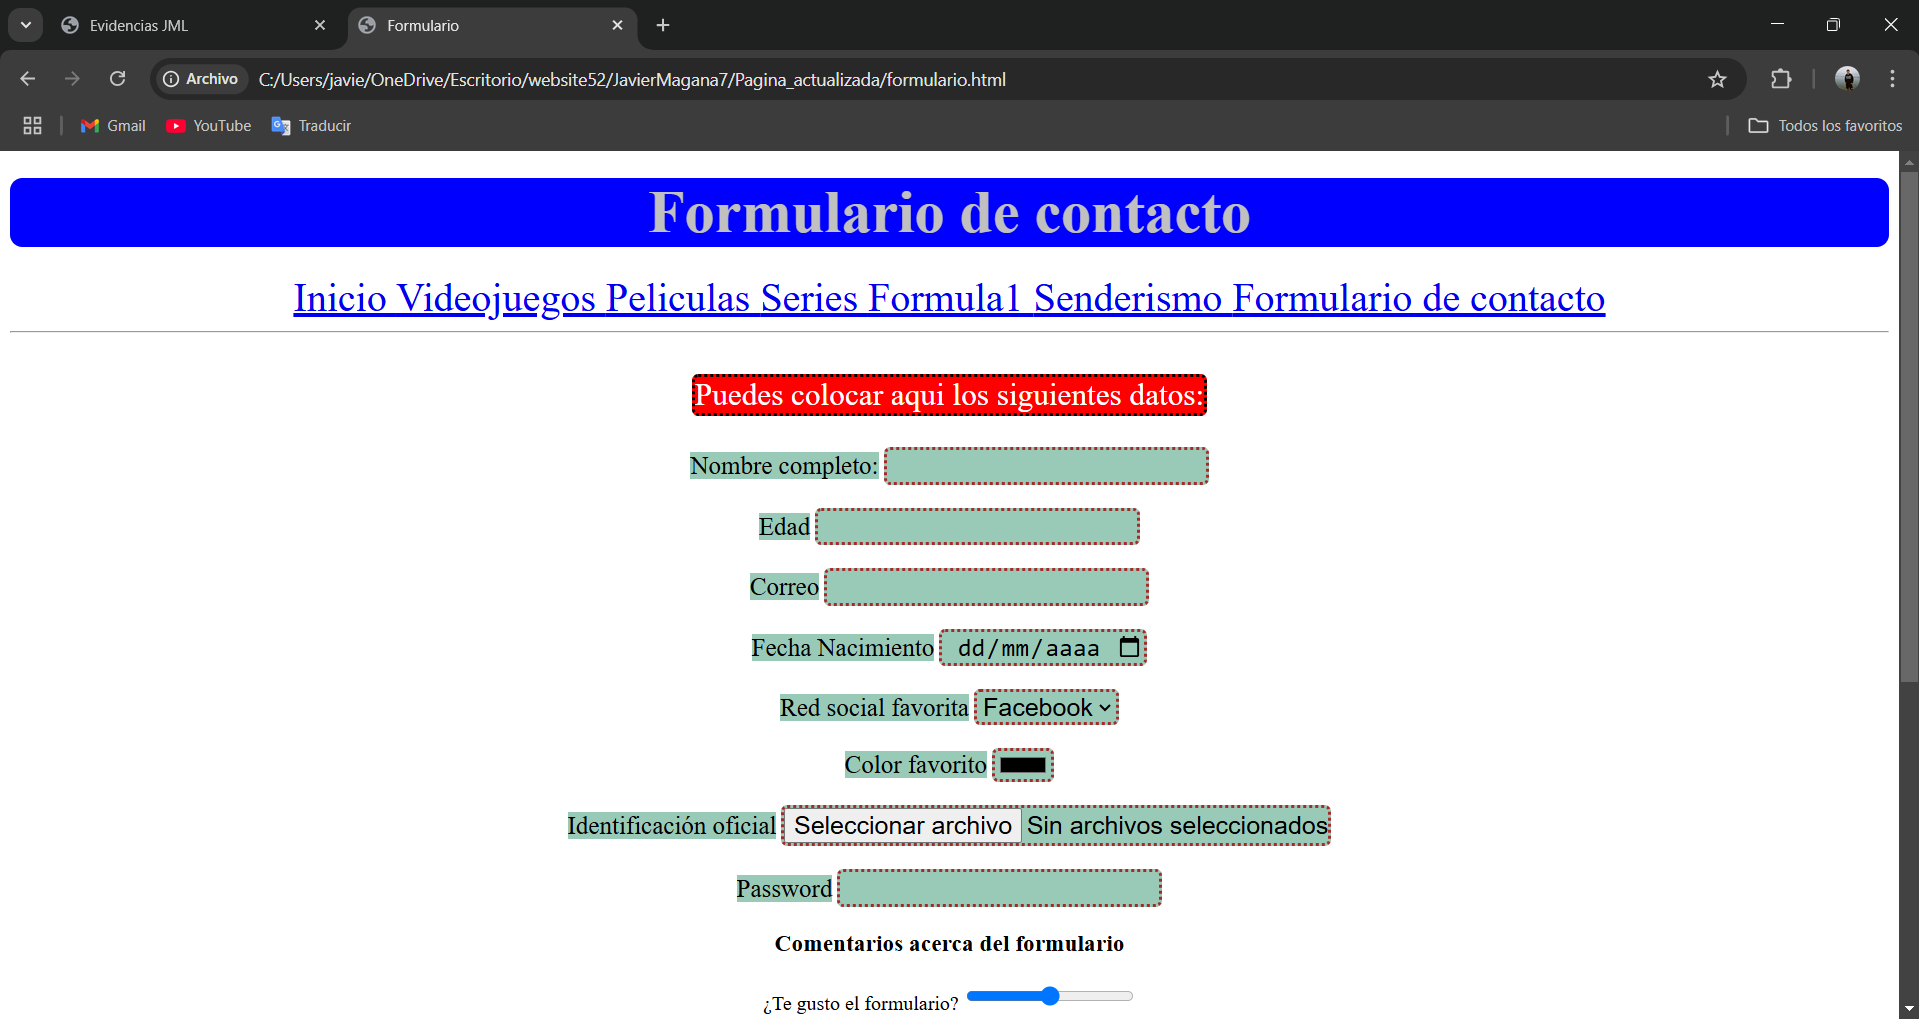 Evidencias JML
Formulario
Archivo C:/Users/javie/OneDrive/Escritorio/website52/JavierMagana7/Pagina_actualizada/formulario.html
Gmail YouTube Traducir Todos los favoritos
Formulario de contacto
Inicio Videojuegos Peliculas Series Formula1 Senderismo Formulario de contacto
Puedes colocar aqui los siguientes datos:
Nombre completo:
Edad
Correo
Fecha Nacimiento dd/mm/aaaa
Red social favorita Facebook
Color favorito
Identificación oficial Seleccionar archivo Sin archivos seleccionados
Password
Comentarios acerca del formulario
¿Te gusto el formulario?